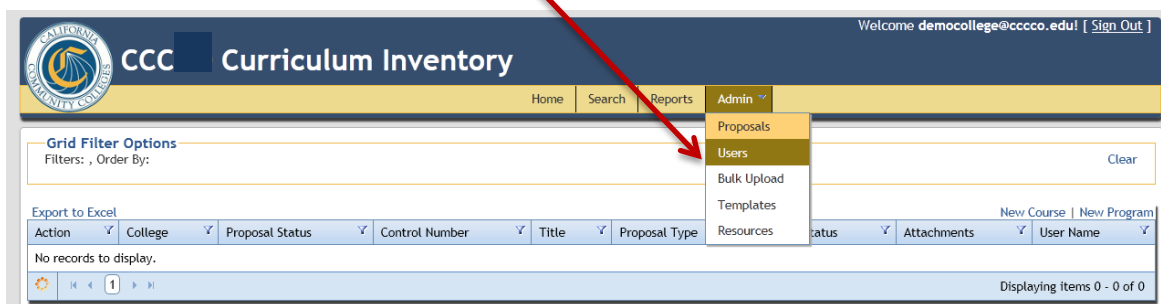 Welcome democollege@cccco.edu! [ Sign Out ]
CALIFORNIA
COMMUNITY COLLEGES
CCC Curriculum Inventory
Home Search Reports Admin
Proposals
Users
Bulk Upload
Templates
Resources
Grid Filter Options
Filters: , Order By:
Clear
Export to Excel
New Course | New Program
Action College Proposal Status Control Number Title Proposal Type tatus Attachments User Name
No records to display.
1
Displaying items 0 - 0 of 0